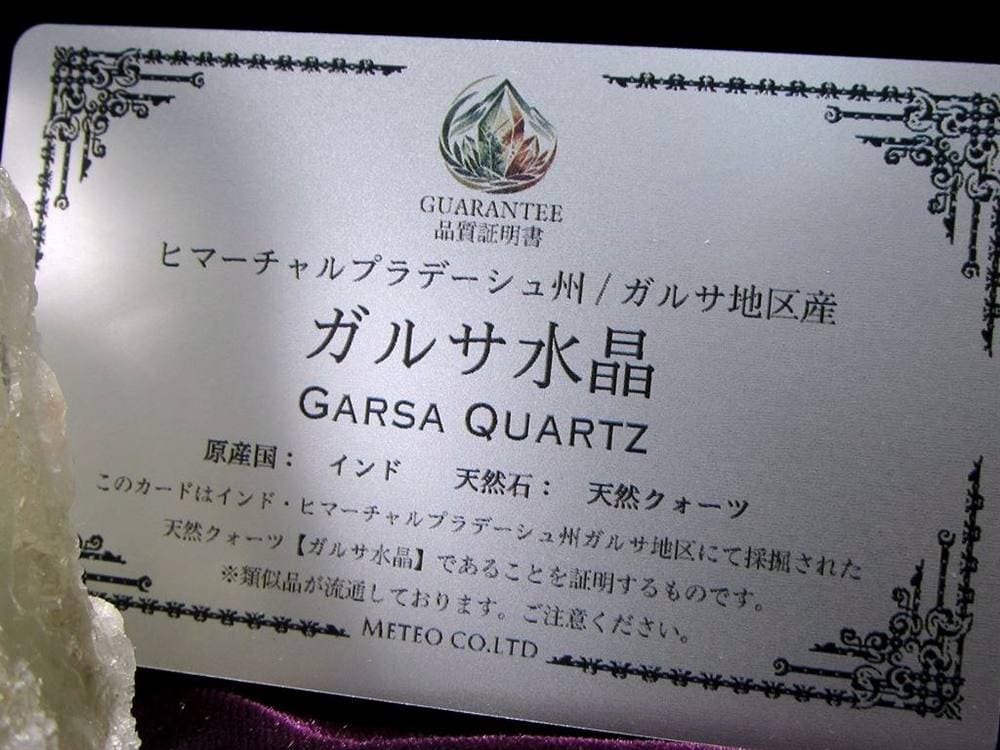 GUARANTEE
品質証明書
ヒマーチャルプラデーシュ州 / ガルサ地区産
ガルサ水晶
GARSA QUARTZ
原産国： インド 天然石： 天然クォーツ
このカードはインド・ヒマーチャルプラデーシュ州ガルサ地区にて採掘された
天然クォーツ【ガルサ水晶】であることを証明するものです。
※類似品が流通しております。ご注意ください。
METEO CO.LTD